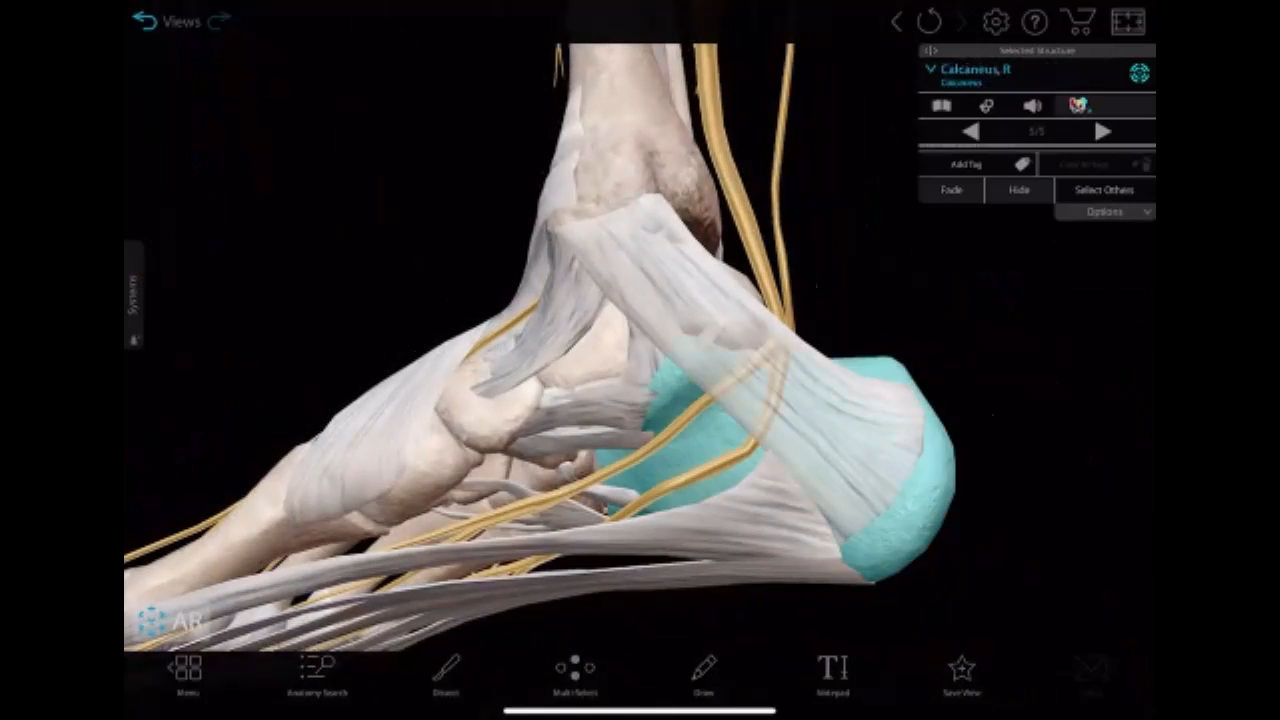 Views
Selected Structure
Calcaneus, R
Calcaneus
5/5
Add Tag
Fade
Hide
Select Others
Options
Systems
AR
Menu
Anatomy Search
Dissect
Multi-Select
Draw
Notepad
Save View